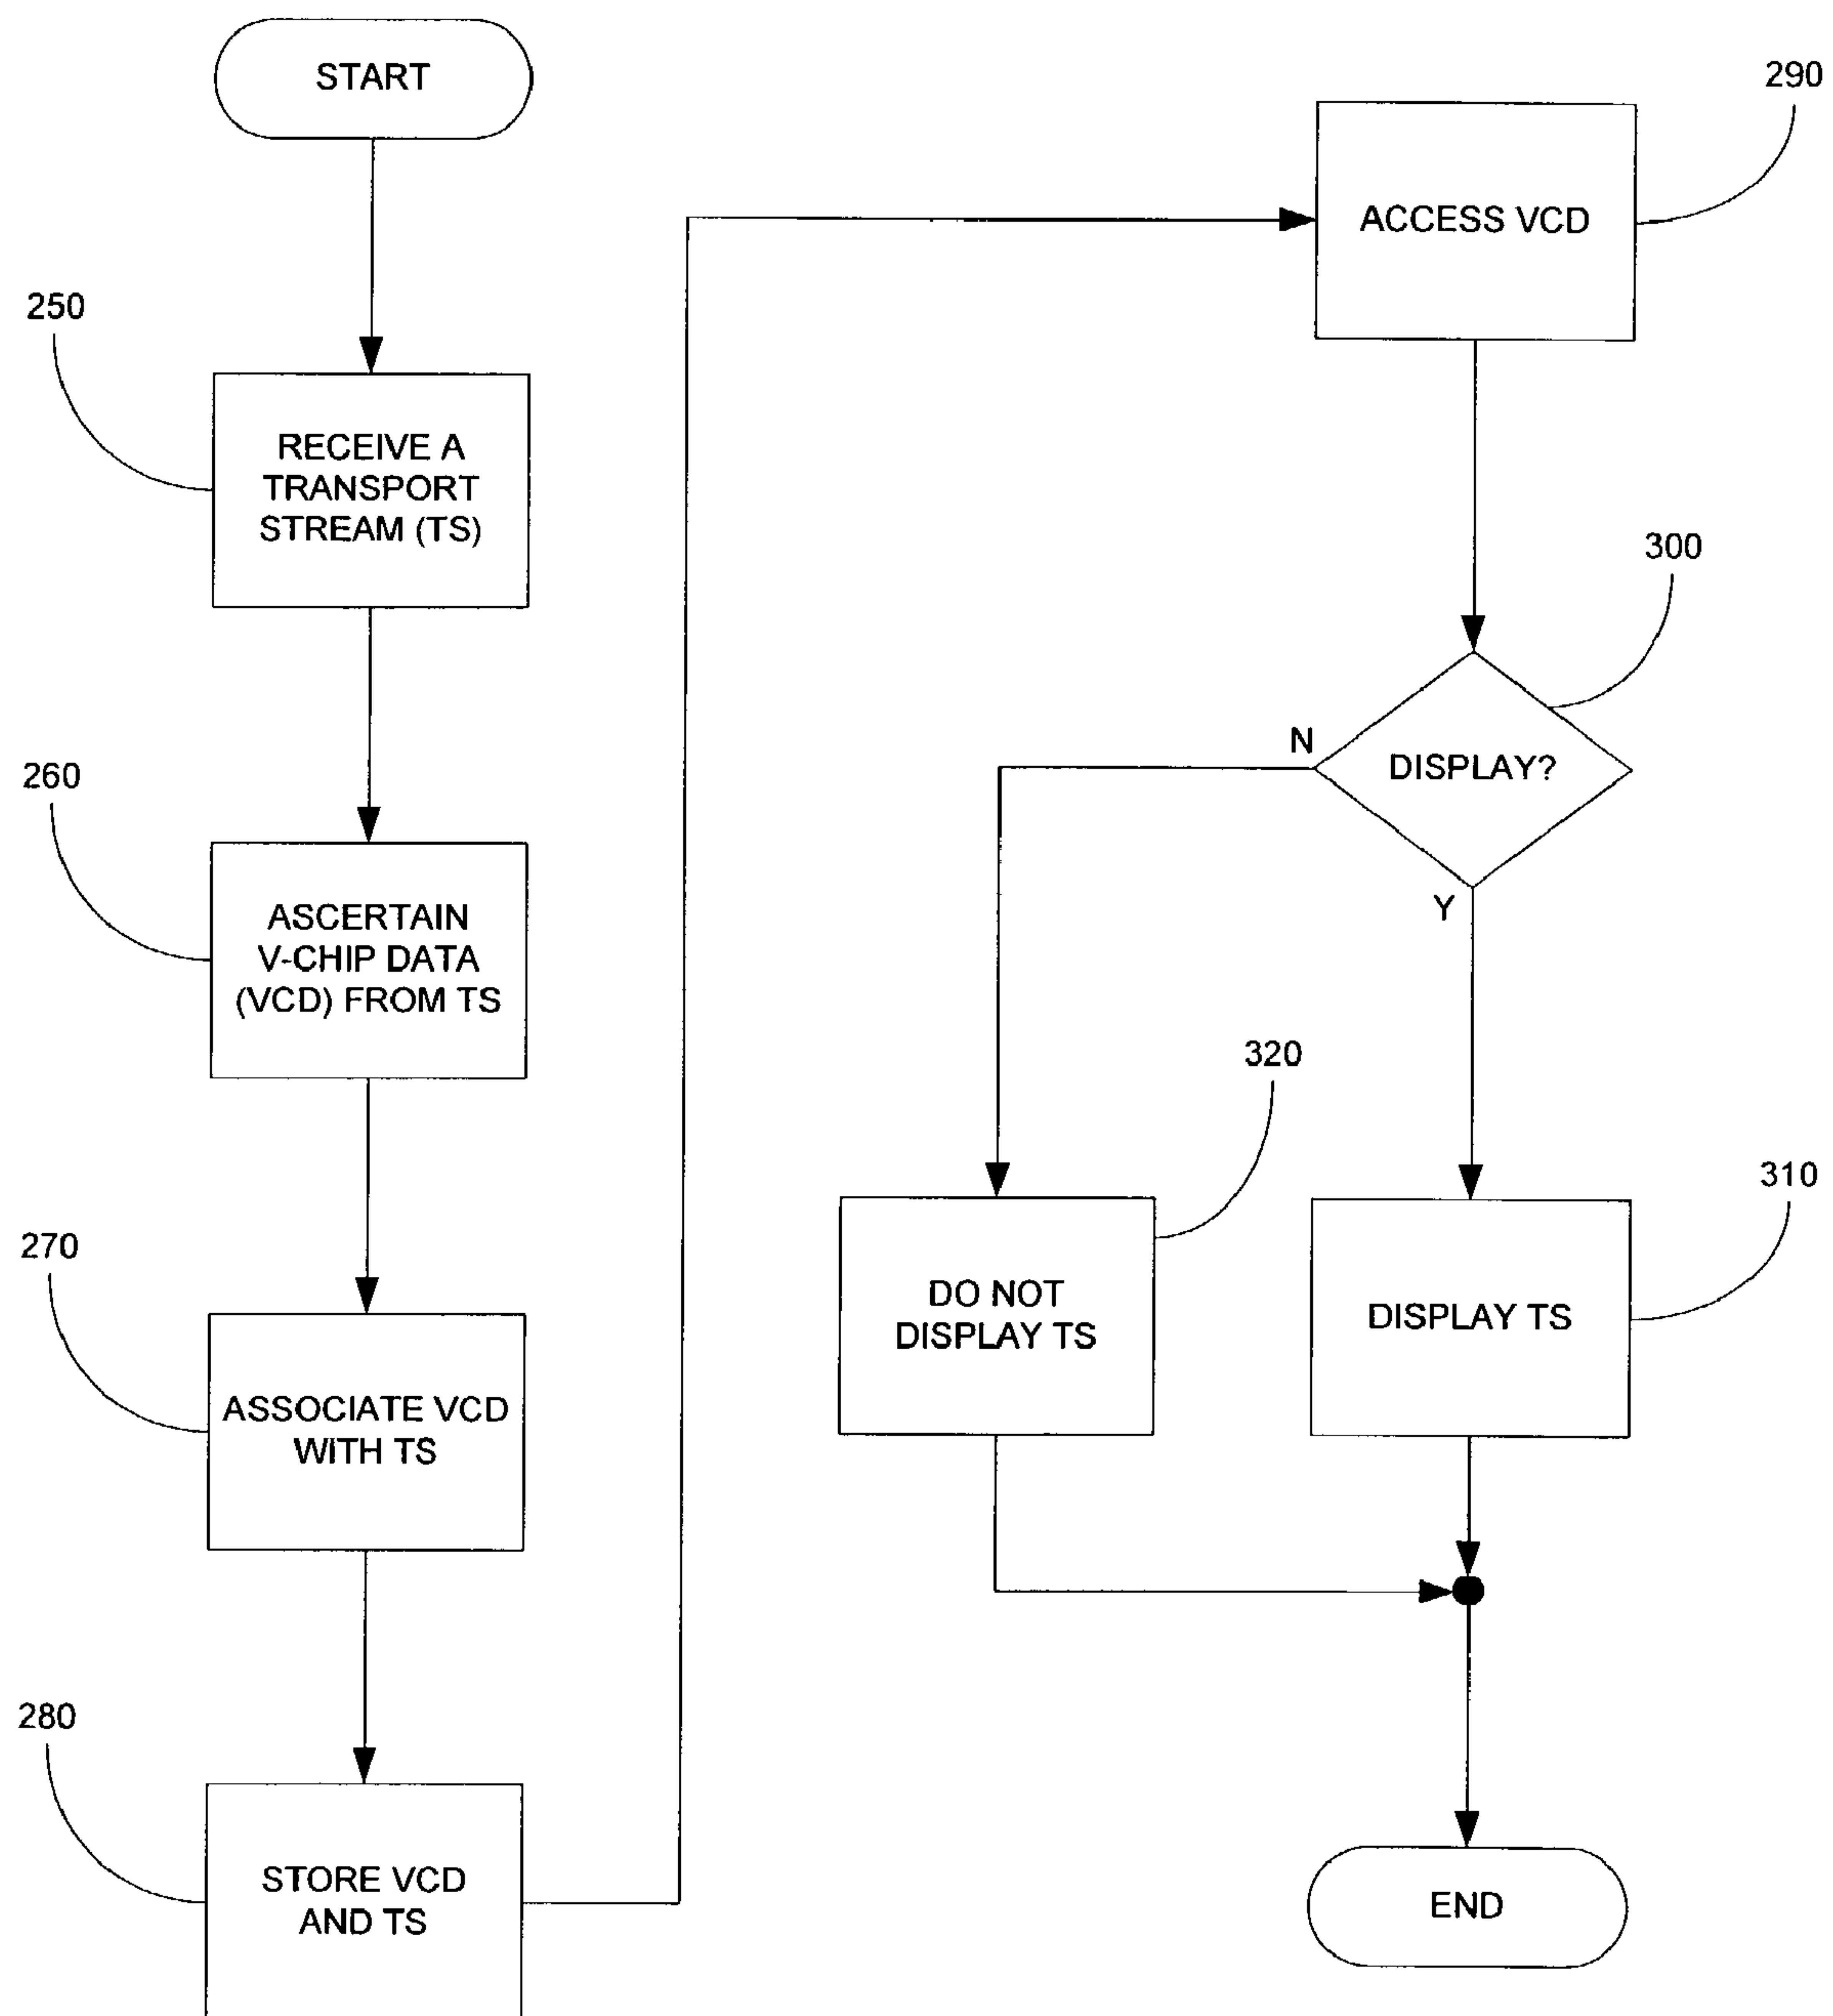 START
250
RECEIVE A
TRANSPORT
STREAM (TS)
260
ASCERTAIN
V-CHIP DATA
(VCD) FROM TS
270
ASSOCIATE VCD
WITH TS
280
STORE VCD
AND TS
290
ACCESS VCD
300
DISPLAY?
N
Y
320
DO NOT
DISPLAY TS
310
DISPLAY TS
END